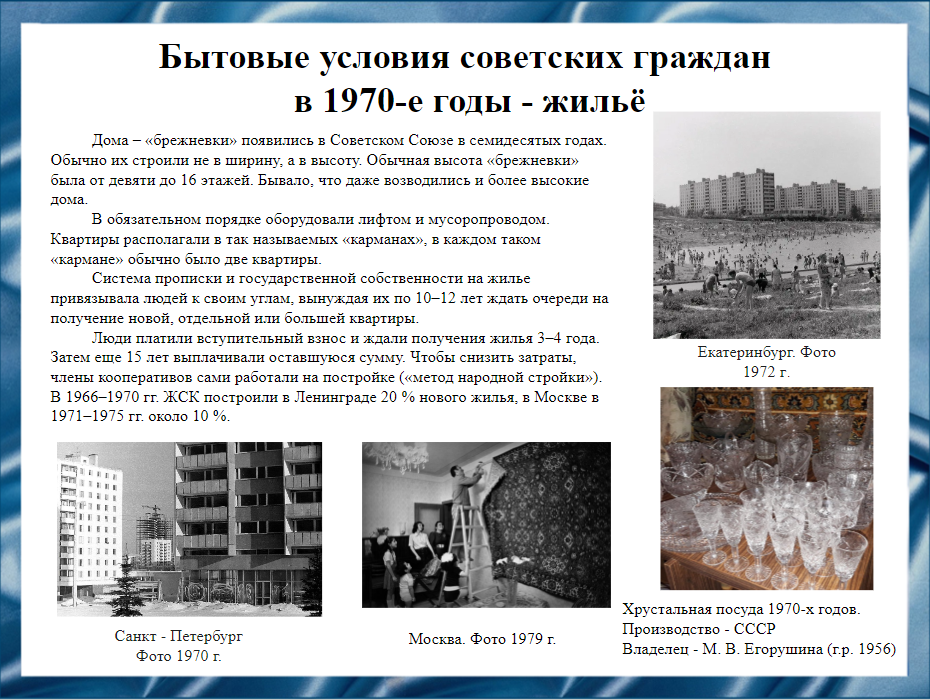 Бытовые условия советских граждан
в 1970-е годы - жильё
Дома – «брежневки» появились в Советском Союзе в семидесятых годах.
Обычно их строили не в ширину, а в высоту. Обычная высота «брежневки»
была от девяти до 16 этажей. Бывало, что даже возводились и более высокие
дома.
В обязательном порядке оборудовали лифтом и мусоропроводом.
Квартиры располагали в так называемых «карманах», в каждом таком
«кармане» обычно было две квартиры.
Система прописки и государственной собственности на жилье
привязывала людей к своим углам, вынуждая их по 10–12 лет ждать очереди на
получение новой, отдельной или большей квартиры.
Люди платили вступительный взнос и ждали получения жилья 3–4 года.
Затем еще 15 лет выплачивали оставшуюся сумму. Чтобы снизить затраты,
члены кооперативов сами работали на постройке («метод народной стройки»).
В 1966–1970 гг. ЖСК построили в Ленинграде 20 % нового жилья, в Москве в
1971–1975 гг. около 10 %.
Екатеринбург. Фото
1972 г.
Санкт - Петербург
Фото 1970 г.
Москва. Фото 1979 г.
Хрустальная посуда 1970-х годов.
Производство - СССР
Владелец - М. В. Егорушина (г.р. 1956)